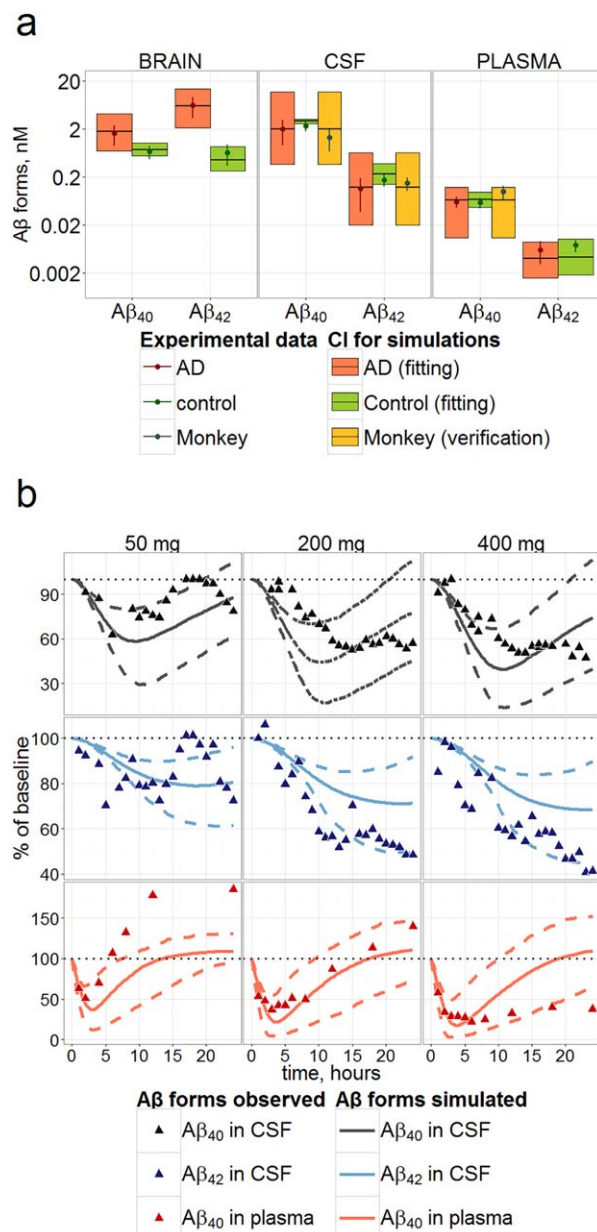 a
BRAIN CSF PLASMA
20
2
0.2
0.02
0.002
Aβ forms, nM
Aβ₄₀ Aβ₄₂ Aβ₄₀ Aβ₄₂ Aβ₄₀ Aβ₄₂
Experimental data CI for simulations
AD AD (fitting)
control Control (fitting)
Monkey Monkey (verification)
b
50 mg 200 mg 400 mg
90
60
30
100
80
60
40
% of baseline
150
100
50
0
0 5 10 15 20 0 5 10 15 20 0 5 10 15 20
time, hours
Aβ forms observed Aβ forms simulated
Aβ₄₀ in CSF Aβ₄₀ in CSF
Aβ₄₂ in CSF Aβ₄₂ in CSF
Aβ₄₀ in plasma Aβ₄₀ in plasma